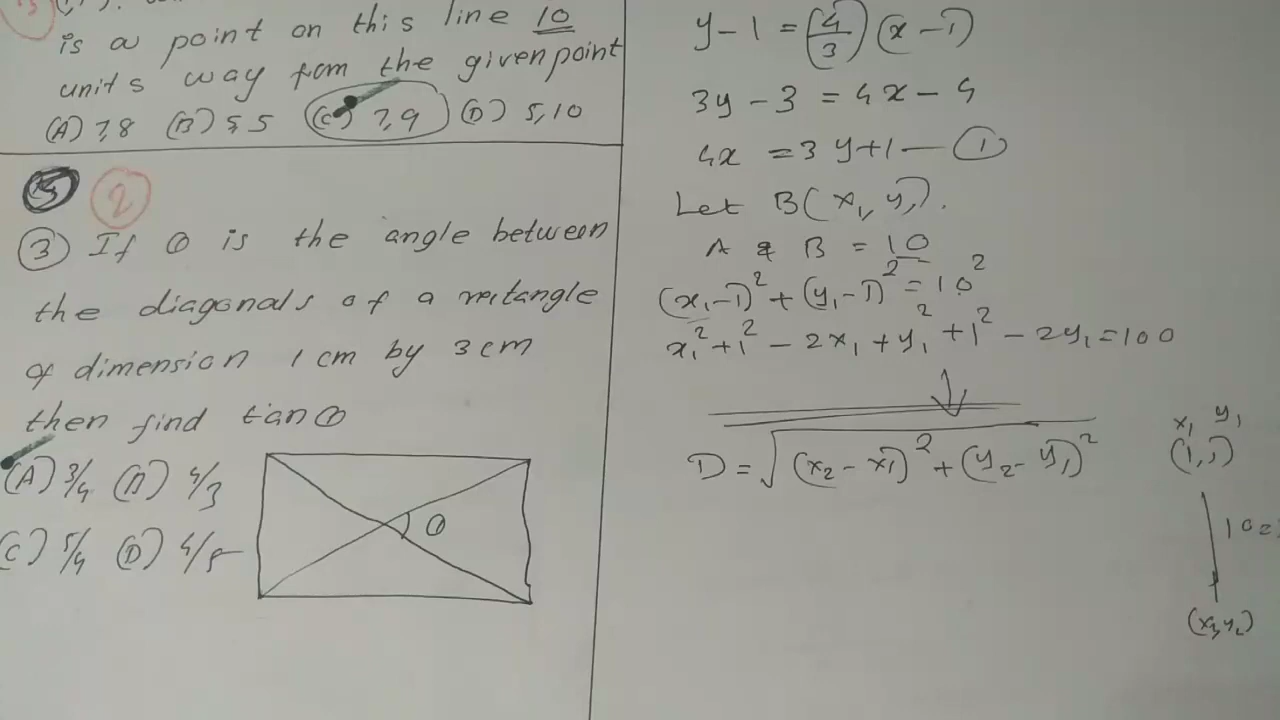 is a point on this line 10
units way fom the given point
(A) 7,8 (B) 5,5 (C) 7,9 (D) 5,10
2
3 If θ is the angle between
the diagonals of a rectangle
of dimension 1 cm by 3 cm
then find tan θ
(A) 3/4 (B) 4/3
(C) 5/4 (D) 4/5
θ
y - 1 = (4/3) (x - 1)
3y - 3 = 4x - 4
4x = 3y + 1 — 1
Let B(x₁, y₁).
A & B = 10
(x₁ - 1)² + (y₁ - 1)² = 10²
x₁² + 1² - 2x₁ + y₁² + 1² - 2y₁ = 100
D = √(x₂ - x₁)² + (y₂ - y₁)²
x₁ y₁
(1, 1)